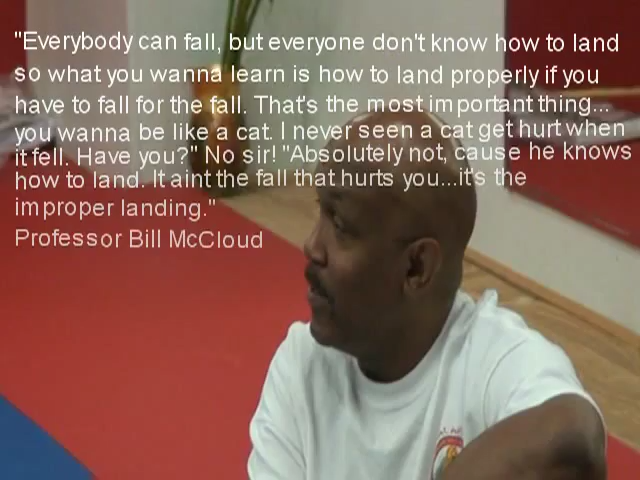 "Everybody can fall, but everyone don't know how to land
so what you wanna learn is how to land properly if you
have to fall for the fall. That's the most important thing...
you wanna be like a cat. I never seen a cat get hurt when
it fell. Have you?" No sir! "Absolutely not, cause he knows
how to land. It aint the fall that hurts you...it's the
improper landing."
Professor Bill McCloud